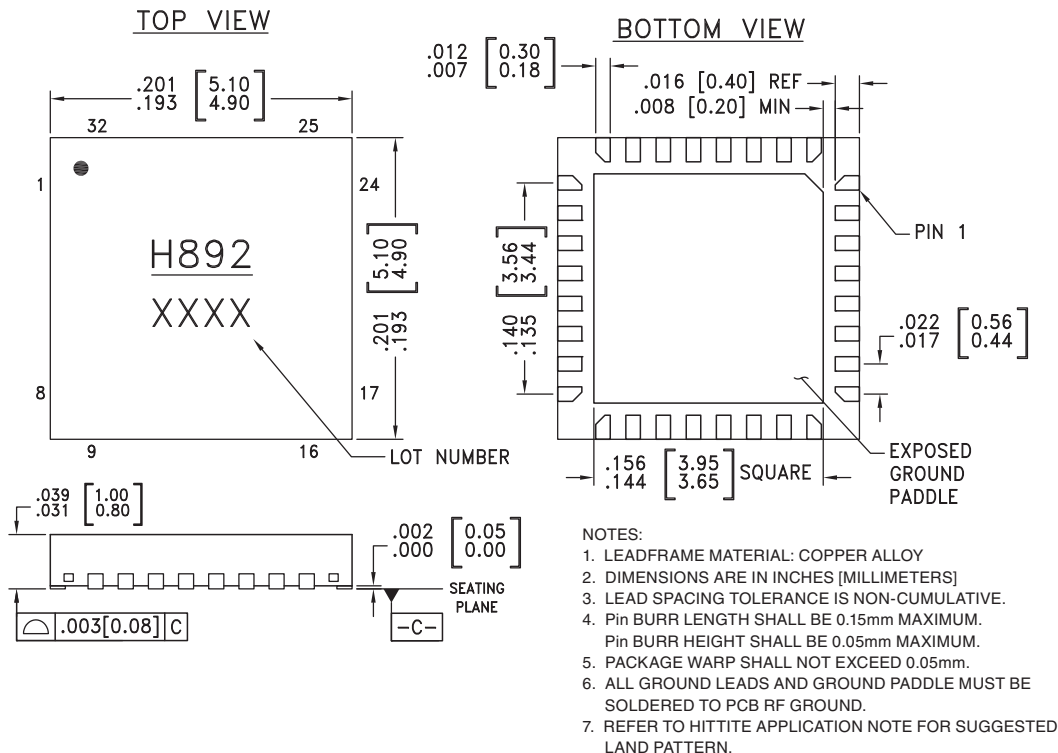 TOP VIEW
.201 [5.10]
.193 [4.90]
32 25
1 24
H892
XXXX
[5.10]
[4.90]
.201
.193
8 17
9 16
LOT NUMBER
.039 [1.00]
.031 [0.80]
.002 [0.05]
.000 [0.00]
SEATING
PLANE
.003[0.08] C
-C-
BOTTOM VIEW
.012 [0.30]
.007 [0.18]
.016 [0.40] REF
.008 [0.20] MIN
PIN 1
[3.56]
[3.44]
.140
.135
.022 [0.56]
.017 [0.44]
.156 [3.95] SQUARE
.144 [3.65]
EXPOSED
GROUND
PADDLE
NOTES:
1. LEADFRAME MATERIAL: COPPER ALLOY
2. DIMENSIONS ARE IN INCHES [MILLIMETERS]
3. LEAD SPACING TOLERANCE IS NON-CUMULATIVE.
4. Pin BURR LENGTH SHALL BE 0.15mm MAXIMUM.
Pin BURR HEIGHT SHALL BE 0.05mm MAXIMUM.
5. PACKAGE WARP SHALL NOT EXCEED 0.05mm.
6. ALL GROUND LEADS AND GROUND PADDLE MUST BE
SOLDERED TO PCB RF GROUND.
7. REFER TO HITTITE APPLICATION NOTE FOR SUGGESTED
LAND PATTERN.